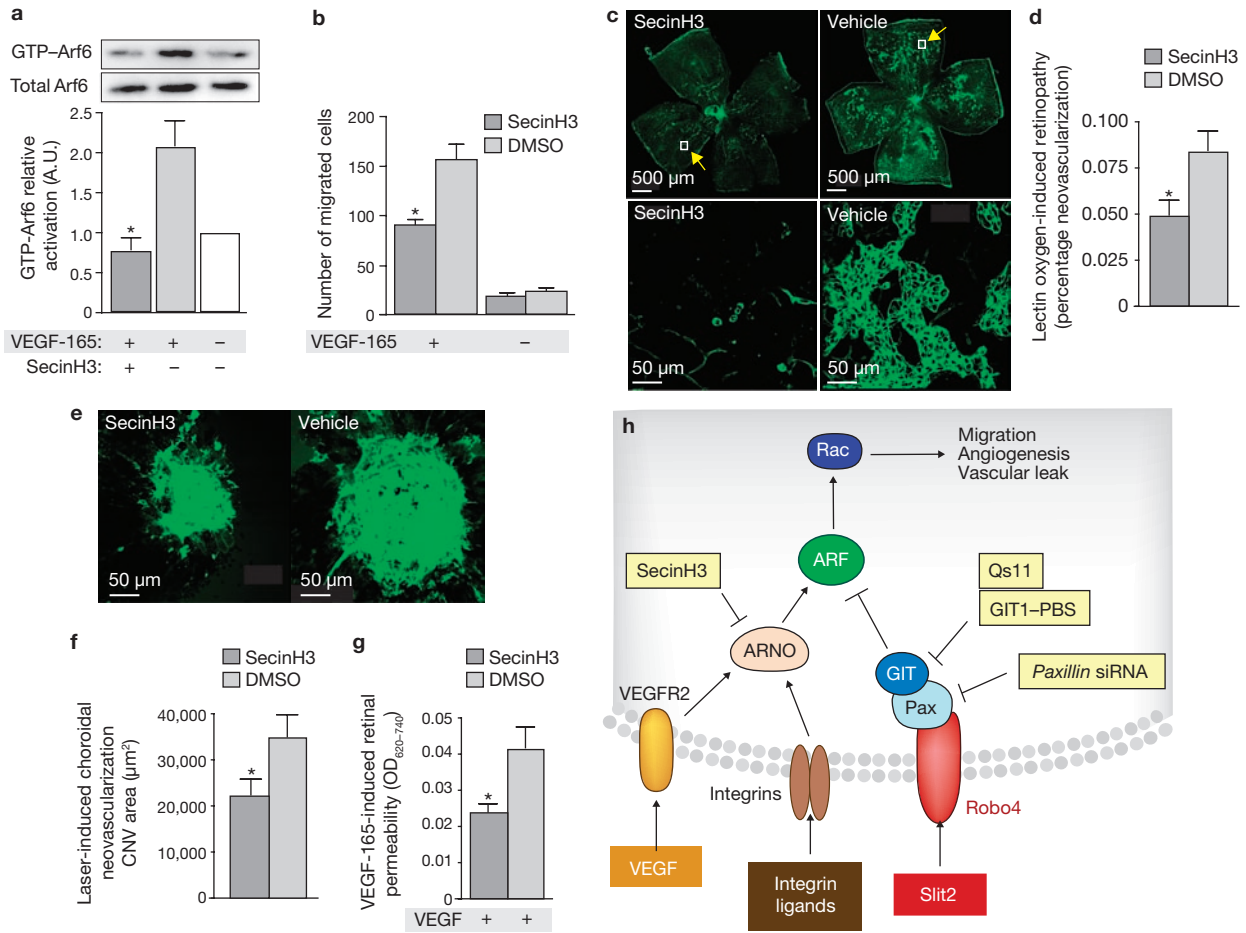 a
GTP–Arf6
Total Arf6
GTP-Arf6 relative
activation (A.U.)
2.5
2.0
1.5
1.0
0.5
0
*
VEGF-165: + + –
SecinH3: + – –
b
Number of migrated cells
200
150
100
50
0
SecinH3
DMSO
*
VEGF-165 + –
c
SecinH3
500 µm
Vehicle
500 µm
SecinH3
50 µm
Vehicle
50 µm
d
SecinH3
DMSO
Lectin oxygen-induced retinopathy
(percentage neovascularization)
0.100
0.075
0.050
0.025
0
*
e
SecinH3
50 µm
Vehicle
50 µm
f
SecinH3
DMSO
Laser-induced choroidal
neovascularization
CNV area (µm²)
40,000
30,000
20,000
10,000
0
*
g
SecinH3
DMSO
VEGF-165-induced retinal
permeability (OD620–740)
0.05
0.04
0.03
0.02
0.01
0
*
VEGF + +
h
Rac
Migration
Angiogenesis
Vascular leak
ARF
SecinH3
Qs11
GIT1–PBS
ARNO
GIT
Pax
Paxillin siRNA
VEGFR2
Integrins
Robo4
VEGF
Integrin
ligands
Slit2